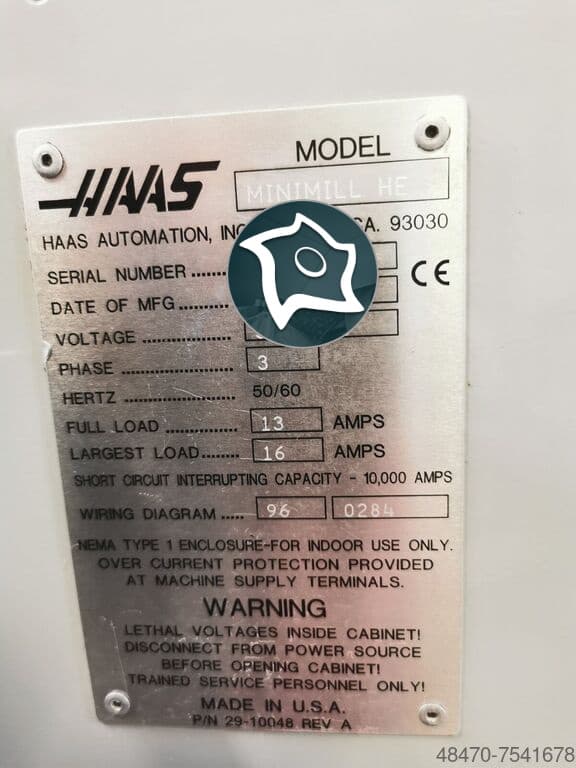 MODEL
HAAS
MINIMILL HE
HAAS AUTOMATION, CA. 93030
SERIAL NUMBER .......
CE
DATE OF MFG ............
VOLTAGE ..................
PHASE .......................
3
HERTZ ......................
50/60
FULL LOAD ............... 13 AMPS
LARGEST LOAD........ 16 AMPS
SHORT CIRCUIT INTERRUPTING CAPACITY - 10,000 AMPS
WIRING DIAGRAM ..... 96 0284
NEMA TYPE 1 ENCLOSURE-FOR INDOOR USE ONLY.
OVER CURRENT PROTECTION PROVIDED
AT MACHINE SUPPLY TERMINALS.
WARNING
LETHAL VOLTAGES INSIDE CABINET!
DISCONNECT FROM POWER SOURCE
BEFORE OPENING CABINET!
TRAINED SERVICE PERSONNEL ONLY!
MADE IN U.S.A.
P/N 29-10048 REV A
48470-7541678